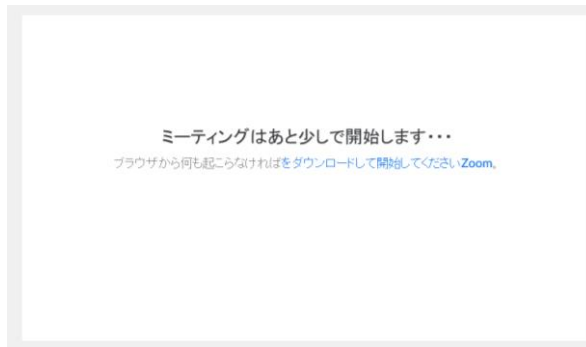 ミーティングはあと少しで開始します・・・
ブラウザから何も起こらなければをダウンロードして開始してくださいZoom。